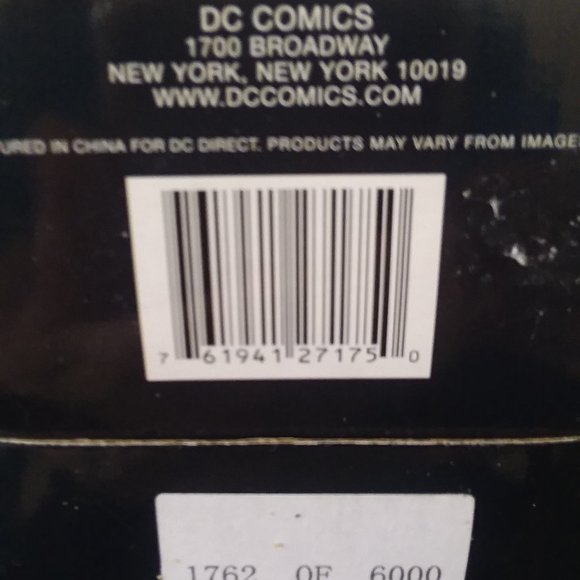 DC COMICS
1700 BROADWAY
NEW YORK, NEW YORK 10019
WWW.DCCOMICS.COM
URED IN CHINA FOR DC DIRECT. PRODUCTS MAY VARY FROM IMAGE
7 61941 27175 0
1762 OF 6000